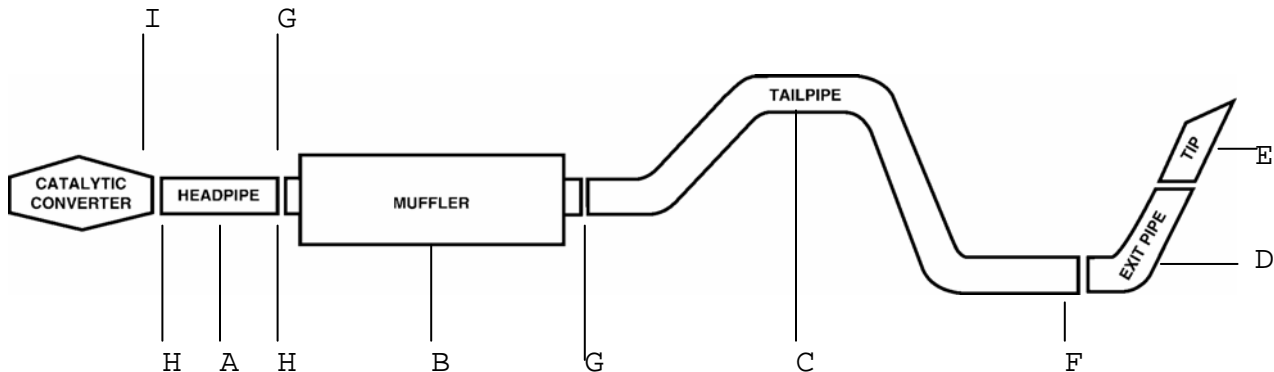 I G
TAILPIPE
TIP
E
CATALYTIC
CONVERTER
HEADPIPE
MUFFLER
EXIT PIPE
D
H A H B G C F